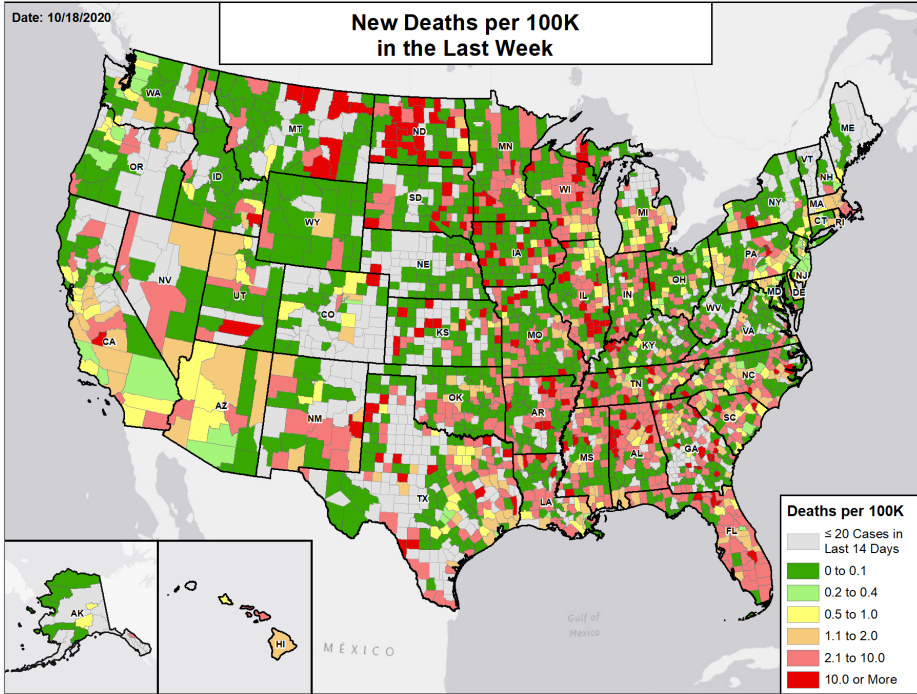 Date: 10/18/2020
New Deaths per 100K
in the Last Week
WA
MT
ND
MN
ME
OR
ID
SD
WI
VT
NH
WY
MI
NY
MA
CT
RI
NV
UT
NE
IA
PA
NJ
CO
IL
IN
OH
MD
DE
CA
KS
MO
WV
VA
KY
AZ
NM
OK
AR
TN
NC
SC
MS
AL
GA
TX
LA
FL
AK
HI
MÉXICO
Gulf of
Mexico
Deaths per 100K
≤ 20 Cases in
Last 14 Days
0 to 0.1
0.2 to 0.4
0.5 to 1.0
1.1 to 2.0
2.1 to 10.0
10.0 or More